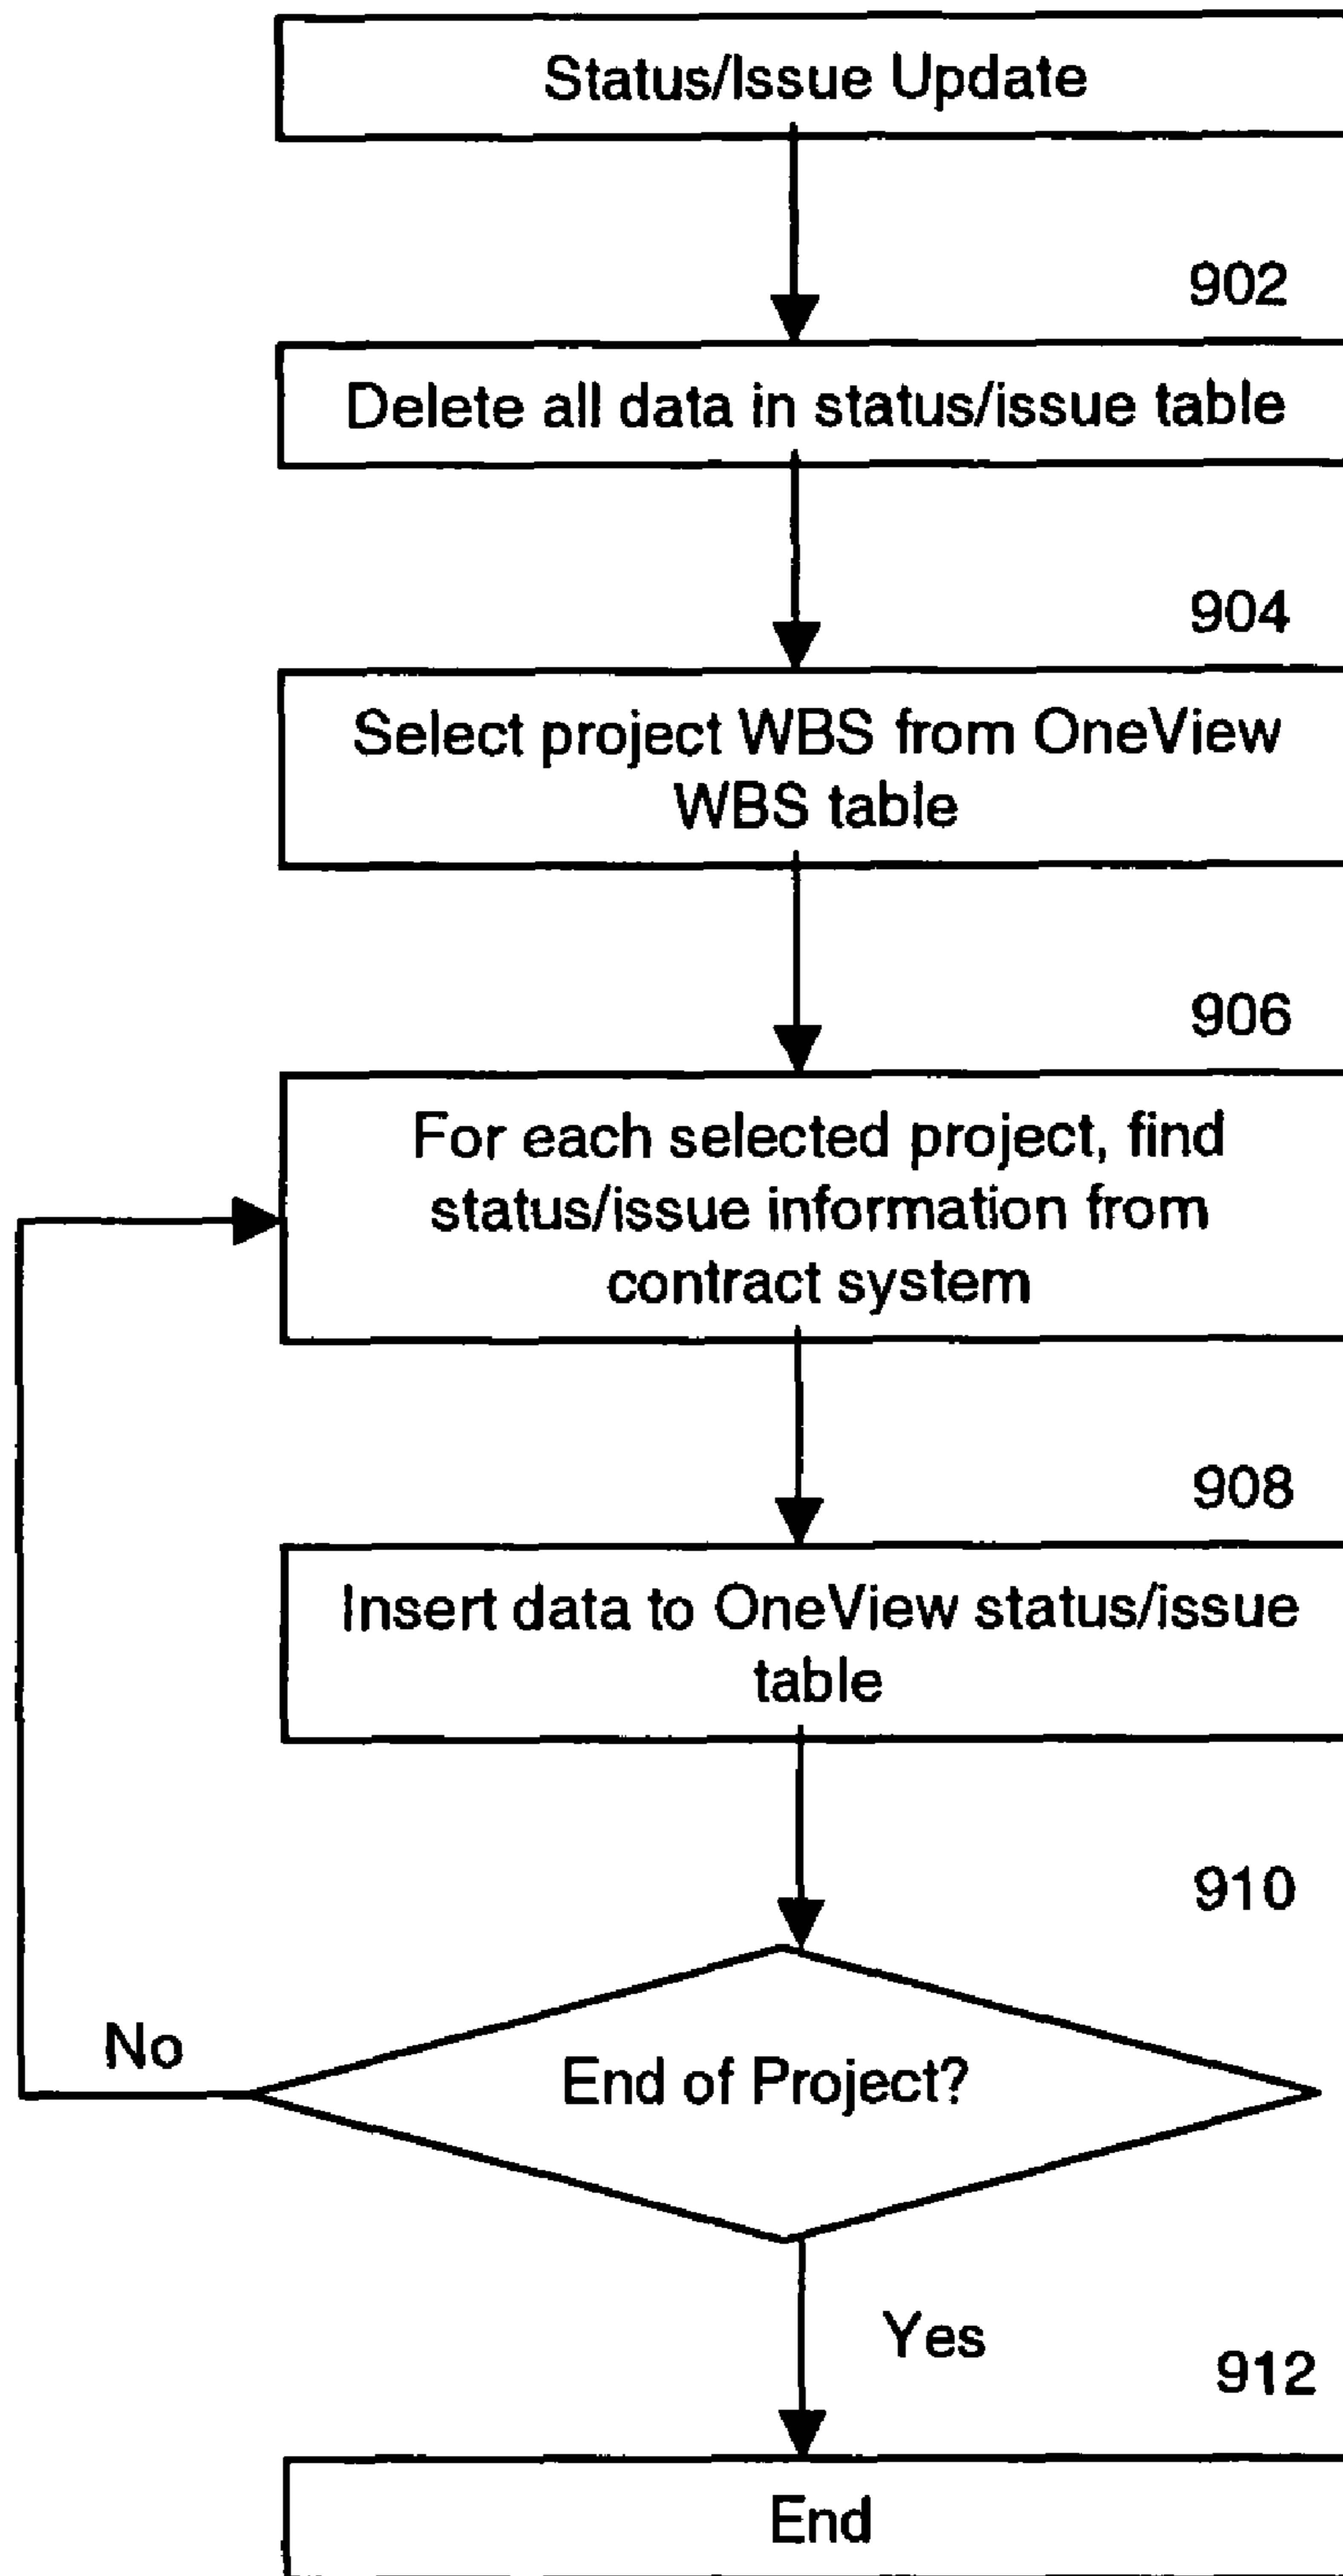 Status/Issue Update
902
Delete all data in status/issue table
904
Select project WBS from OneView
WBS table
906
For each selected project, find
status/issue information from
contract system
908
Insert data to OneView status/issue
table
910
No
End of Project?
Yes
912
End